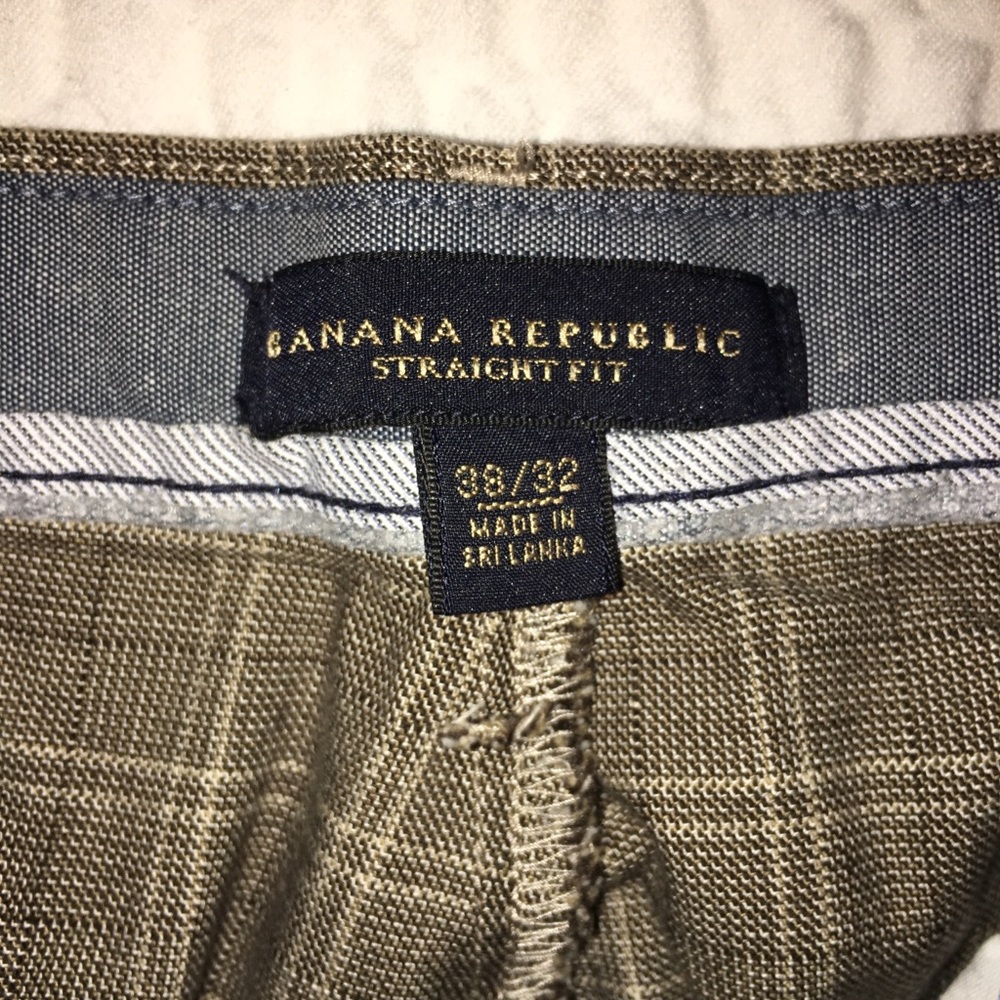 BANANA REPUBLIC
STRAIGHT FIT
38/32
MADE IN
SRI LANKA